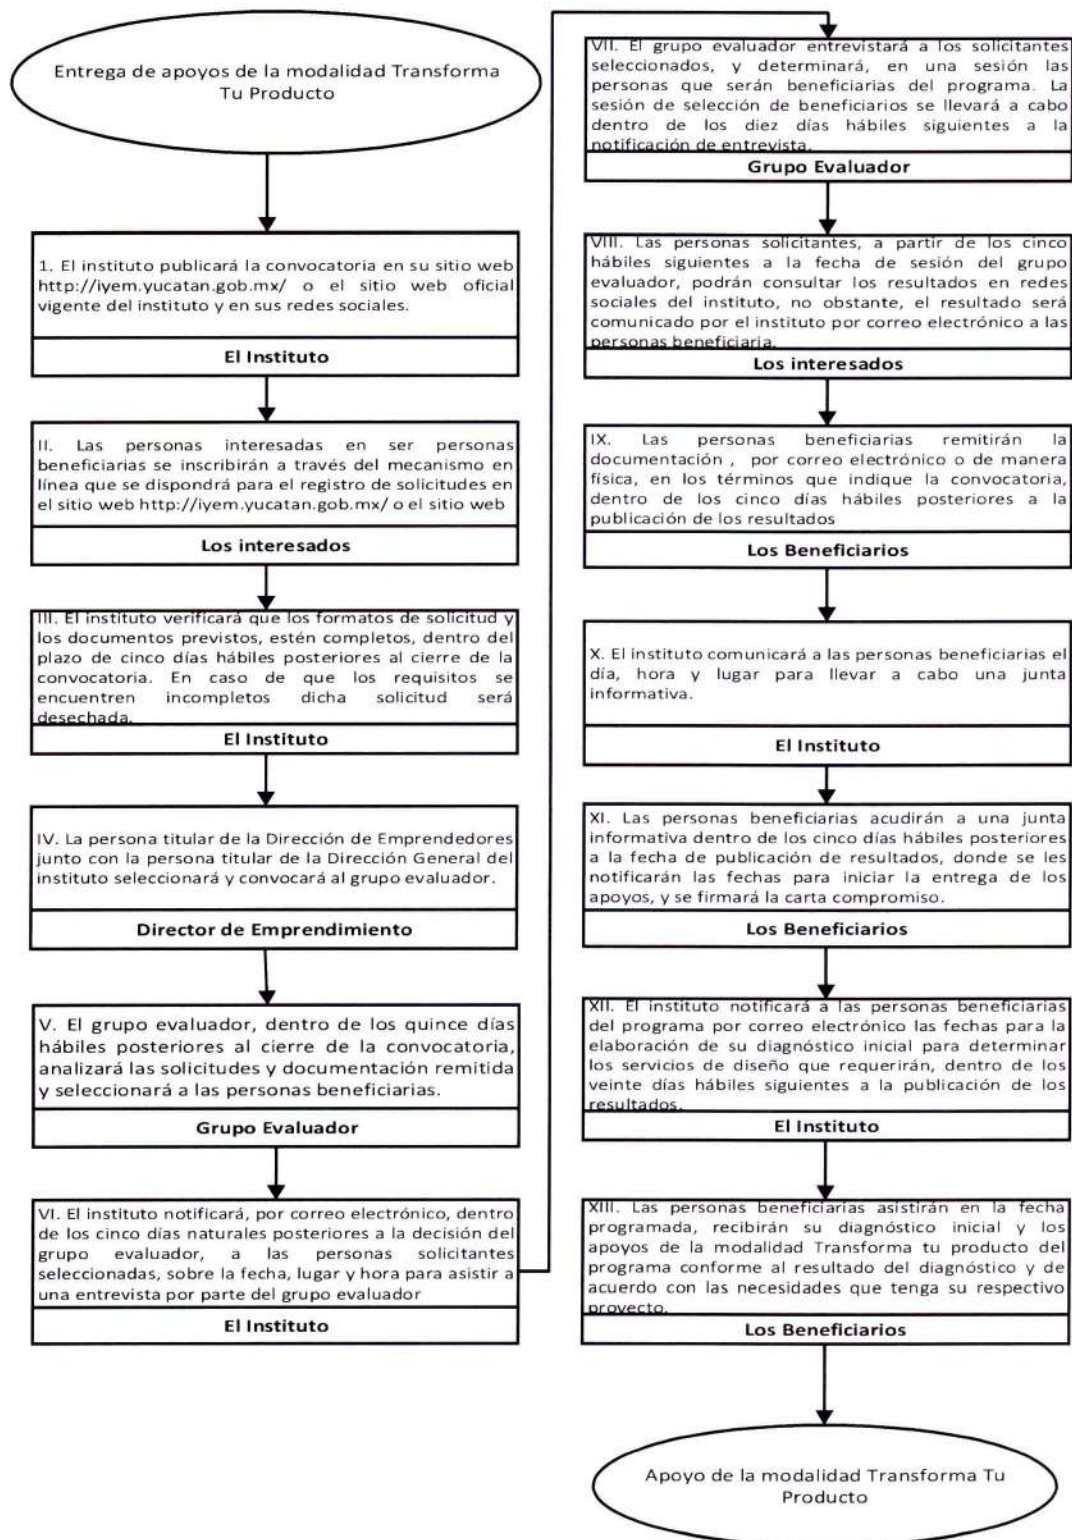 Entrega de apoyos de la modalidad Transforma
Tu Producto
1. El instituto publicará la convocatoria en su sitio web
http://iyem.yucatan.gob.mx/ o el sitio web oficial
vigente del instituto y en sus redes sociales.
El Instituto
II. Las personas interesadas en ser personas
beneficiarias se inscribirán a través del mecanismo en
línea que se dispondrá para el registro de solicitudes en
el sitio web http://iyem.yucatan.gob.mx/ o el sitio web
Los interesados
III. El instituto verificará que los formatos de solicitud y
los documentos previstos, estén completos, dentro del
plazo de cinco días hábiles posteriores al cierre de la
convocatoria. En caso de que los requisitos se
encuentren incompletos dicha solicitud será
desechada.
El Instituto
IV. La persona titular de la Dirección de Emprendedores
junto con la persona titular de la Dirección General del
instituto seleccionará y convocará al grupo evaluador.
Director de Emprendimiento
V. El grupo evaluador, dentro de los quince días
hábiles posteriores al cierre de la convocatoria,
analizará las solicitudes y documentación remitida
y seleccionará a las personas beneficiarias.
Grupo Evaluador
VI. El instituto notificará, por correo electrónico, dentro
de los cinco días naturales posteriores a la decisión del
grupo evaluador, a las personas solicitantes
seleccionadas, sobre la fecha, lugar y hora para asistir a
una entrevista por parte del grupo evaluador
El Instituto
VII. El grupo evaluador entrevistará a los solicitantes
seleccionados, y determinará, en una sesión las
personas que serán beneficiarias del programa. La
sesión de selección de beneficiarios se llevará a cabo
dentro de los diez días hábiles siguientes a la
notificación de entrevista.
Grupo Evaluador
VIII. Las personas solicitantes, a partir de los cinco
hábiles siguientes a la fecha de sesión del grupo
evaluador, podrán consultar los resultados en redes
sociales del instituto, no obstante, el resultado será
comunicado por el instituto por correo electrónico a las
personas beneficiaria.
Los interesados
IX. Las personas beneficiarias remitirán la
documentación , por correo electrónico o de manera
física, en los términos que indique la convocatoria,
dentro de los cinco días hábiles posteriores a la
publicación de los resultados
Los Beneficiarios
X. El instituto comunicará a las personas beneficiarias el
día, hora y lugar para llevar a cabo una junta
informativa.
El Instituto
XI. Las personas beneficiarias acudirán a una junta
informativa dentro de los cinco días hábiles posteriores
a la fecha de publicación de resultados, donde se les
notificarán las fechas para iniciar la entrega de los
apoyos, y se firmará la carta compromiso.
Los Beneficiarios
XII. El instituto notificará a las personas beneficiarias
del programa por correo electrónico las fechas para la
elaboración de su diagnóstico inicial para determinar
los servicios de diseño que requerirán, dentro de los
veinte días hábiles siguientes a la publicación de los
resultados.
El Instituto
XIII. Las personas beneficiarias asistirán en la fecha
programada, recibirán su diagnóstico inicial y los
apoyos de la modalidad Transforma tu producto del
programa conforme al resultado del diagnóstico y de
acuerdo con las necesidades que tenga su respectivo
proyecto.
Los Beneficiarios
Apoyo de la modalidad Transforma Tu
Producto